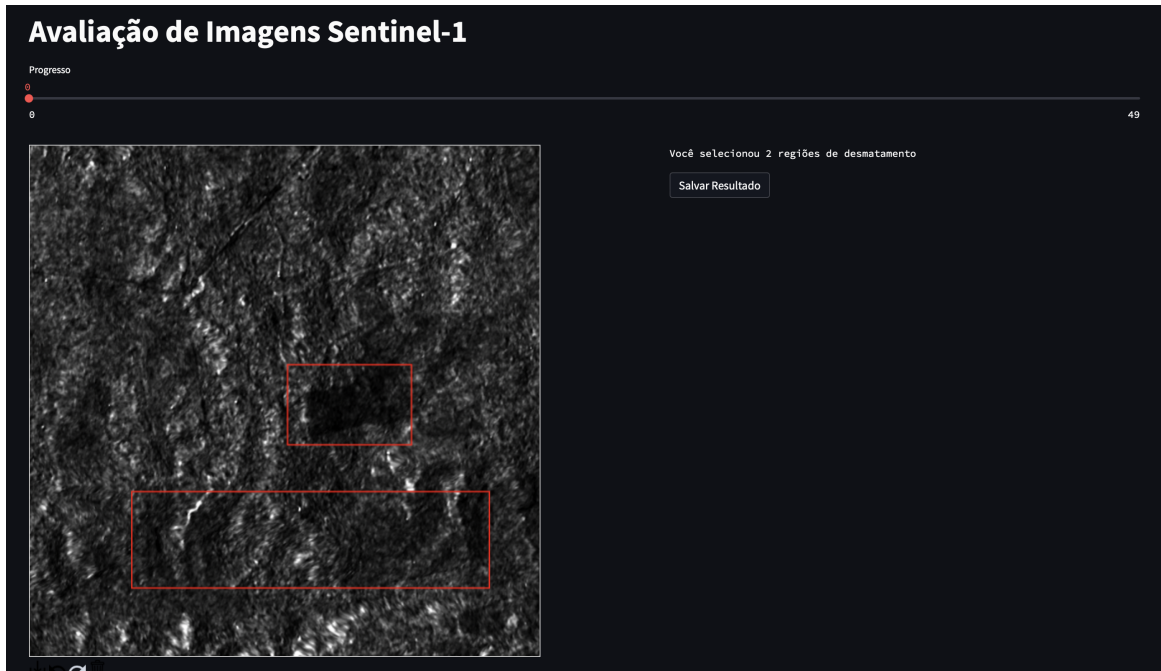 Avaliação de Imagens Sentinel-1
Progresso
0
0
49
Você selecionou 2 regiões de desmatamento
Salvar Resultado